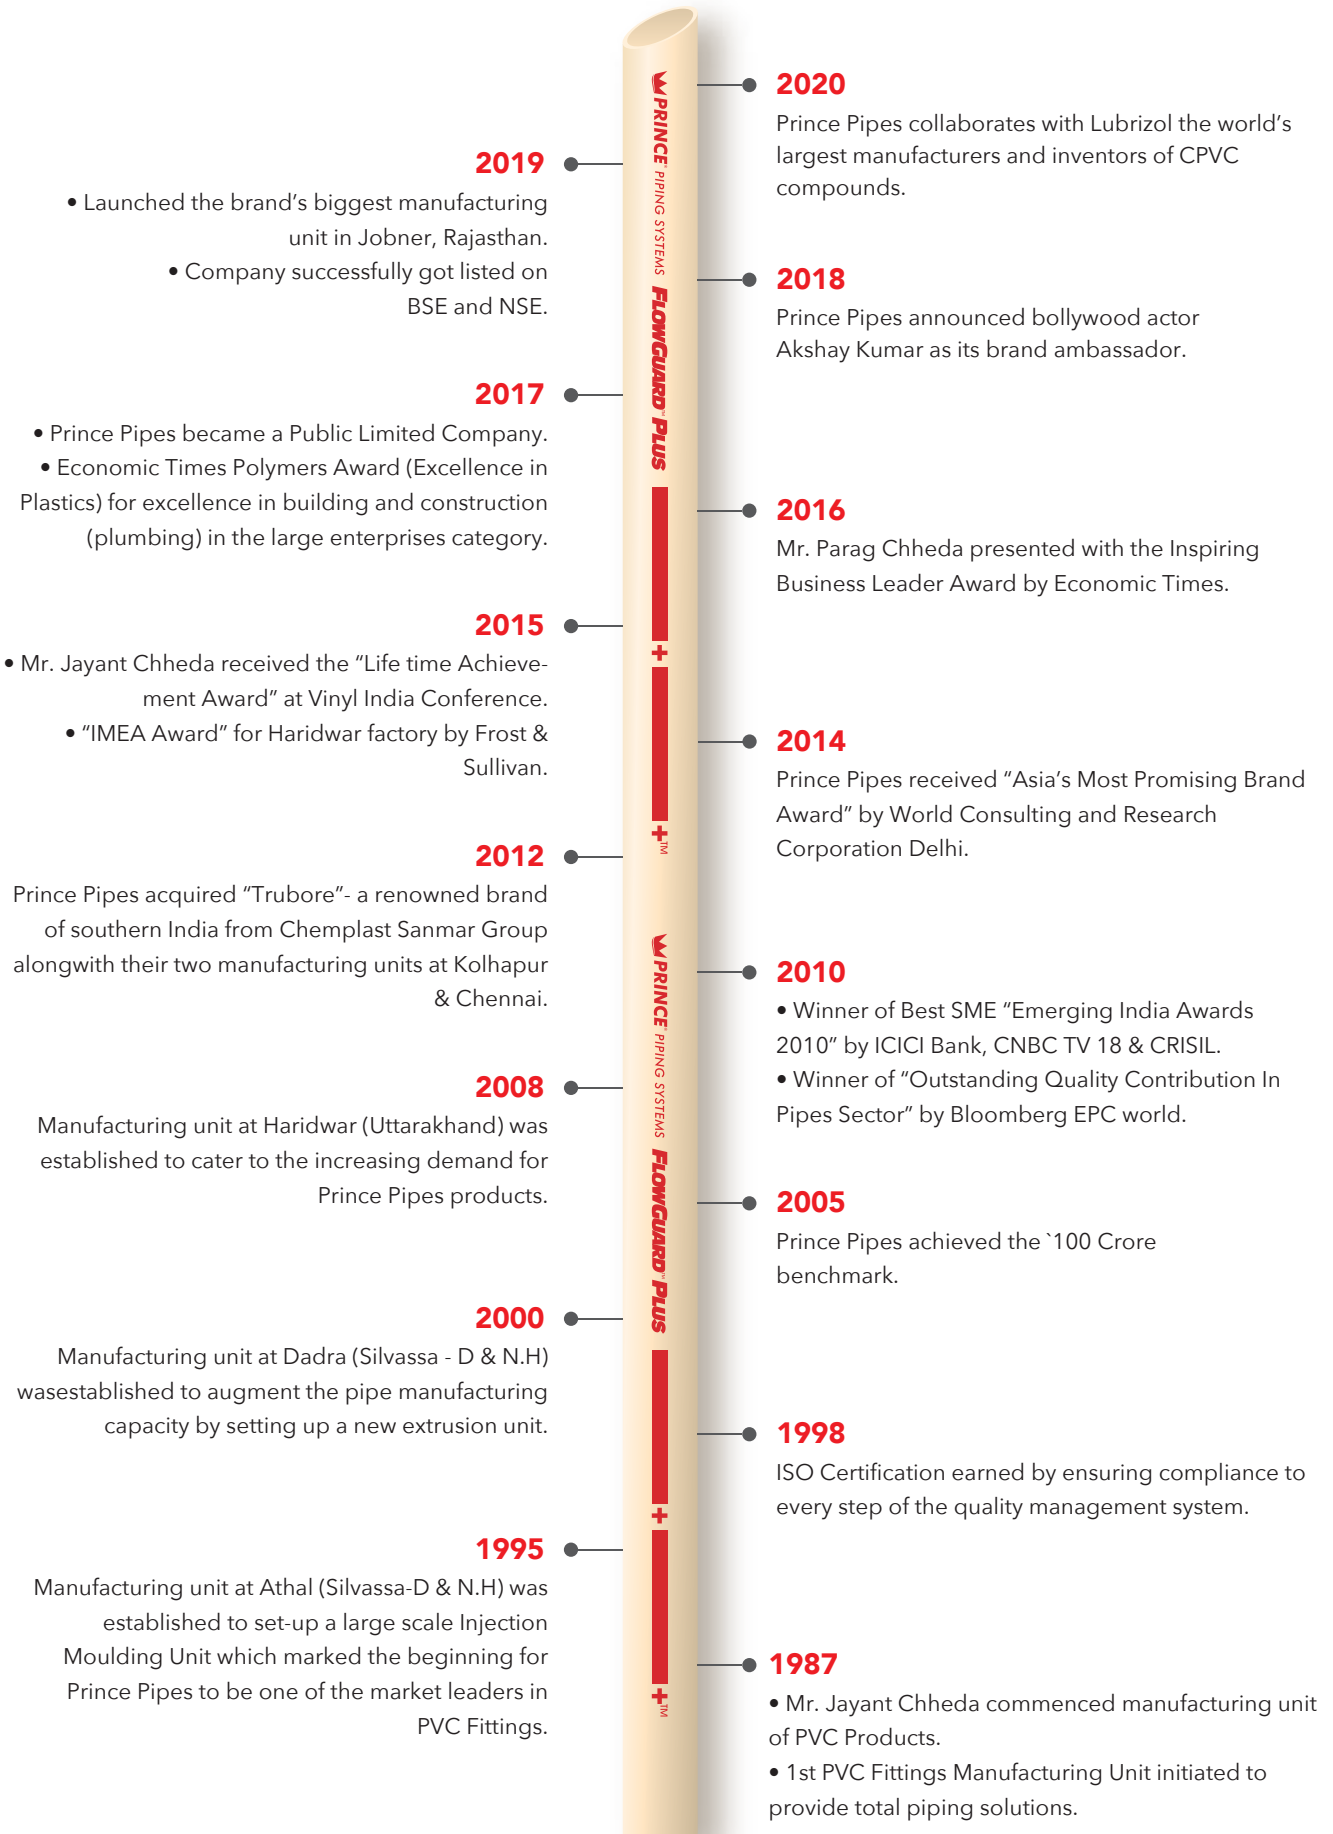 2020
Prince Pipes collaborates with Lubrizol the world's
largest manufacturers and inventors of CPVC
compounds.
2019
• Launched the brand's biggest manufacturing
unit in Jobner, Rajasthan.
• Company successfully got listed on
BSE and NSE.
2018
Prince Pipes announced bollywood actor
Akshay Kumar as its brand ambassador.
2017
• Prince Pipes became a Public Limited Company.
• Economic Times Polymers Award (Excellence in
Plastics) for excellence in building and construction
(plumbing) in the large enterprises category.
2016
Mr. Parag Chheda presented with the Inspiring
Business Leader Award by Economic Times.
2015
• Mr. Jayant Chheda received the “Life time Achieve-
ment Award” at Vinyl India Conference.
• “IMEA Award” for Haridwar factory by Frost &
Sullivan.
2014
Prince Pipes received “Asia's Most Promising Brand
Award” by World Consulting and Research
Corporation Delhi.
2012
Prince Pipes acquired “Trubore”- a renowned brand
of southern India from Chemplast Sanmar Group
alongwith their two manufacturing units at Kolhapur
& Chennai.
2010
• Winner of Best SME “Emerging India Awards
2010” by ICICI Bank, CNBC TV 18 & CRISIL.
• Winner of “Outstanding Quality Contribution In
Pipes Sector” by Bloomberg EPC world.
2008
Manufacturing unit at Haridwar (Uttarakhand) was
established to cater to the increasing demand for
Prince Pipes products.
2005
Prince Pipes achieved the `100 Crore
benchmark.
2000
Manufacturing unit at Dadra (Silvassa - D & N.H)
wasestablished to augment the pipe manufacturing
capacity by setting up a new extrusion unit.
1998
ISO Certification earned by ensuring compliance to
every step of the quality management system.
1995
Manufacturing unit at Athal (Silvassa-D & N.H) was
established to set-up a large scale Injection
Moulding Unit which marked the beginning for
Prince Pipes to be one of the market leaders in
PVC Fittings.
1987
• Mr. Jayant Chheda commenced manufacturing unit
of PVC Products.
• 1st PVC Fittings Manufacturing Unit initiated to
provide total piping solutions.
PRINCE® PIPING SYSTEMS FLOWGUARD™ PLUS ™
PRINCE® PIPING SYSTEMS FLOWGUARD™ PLUS ™